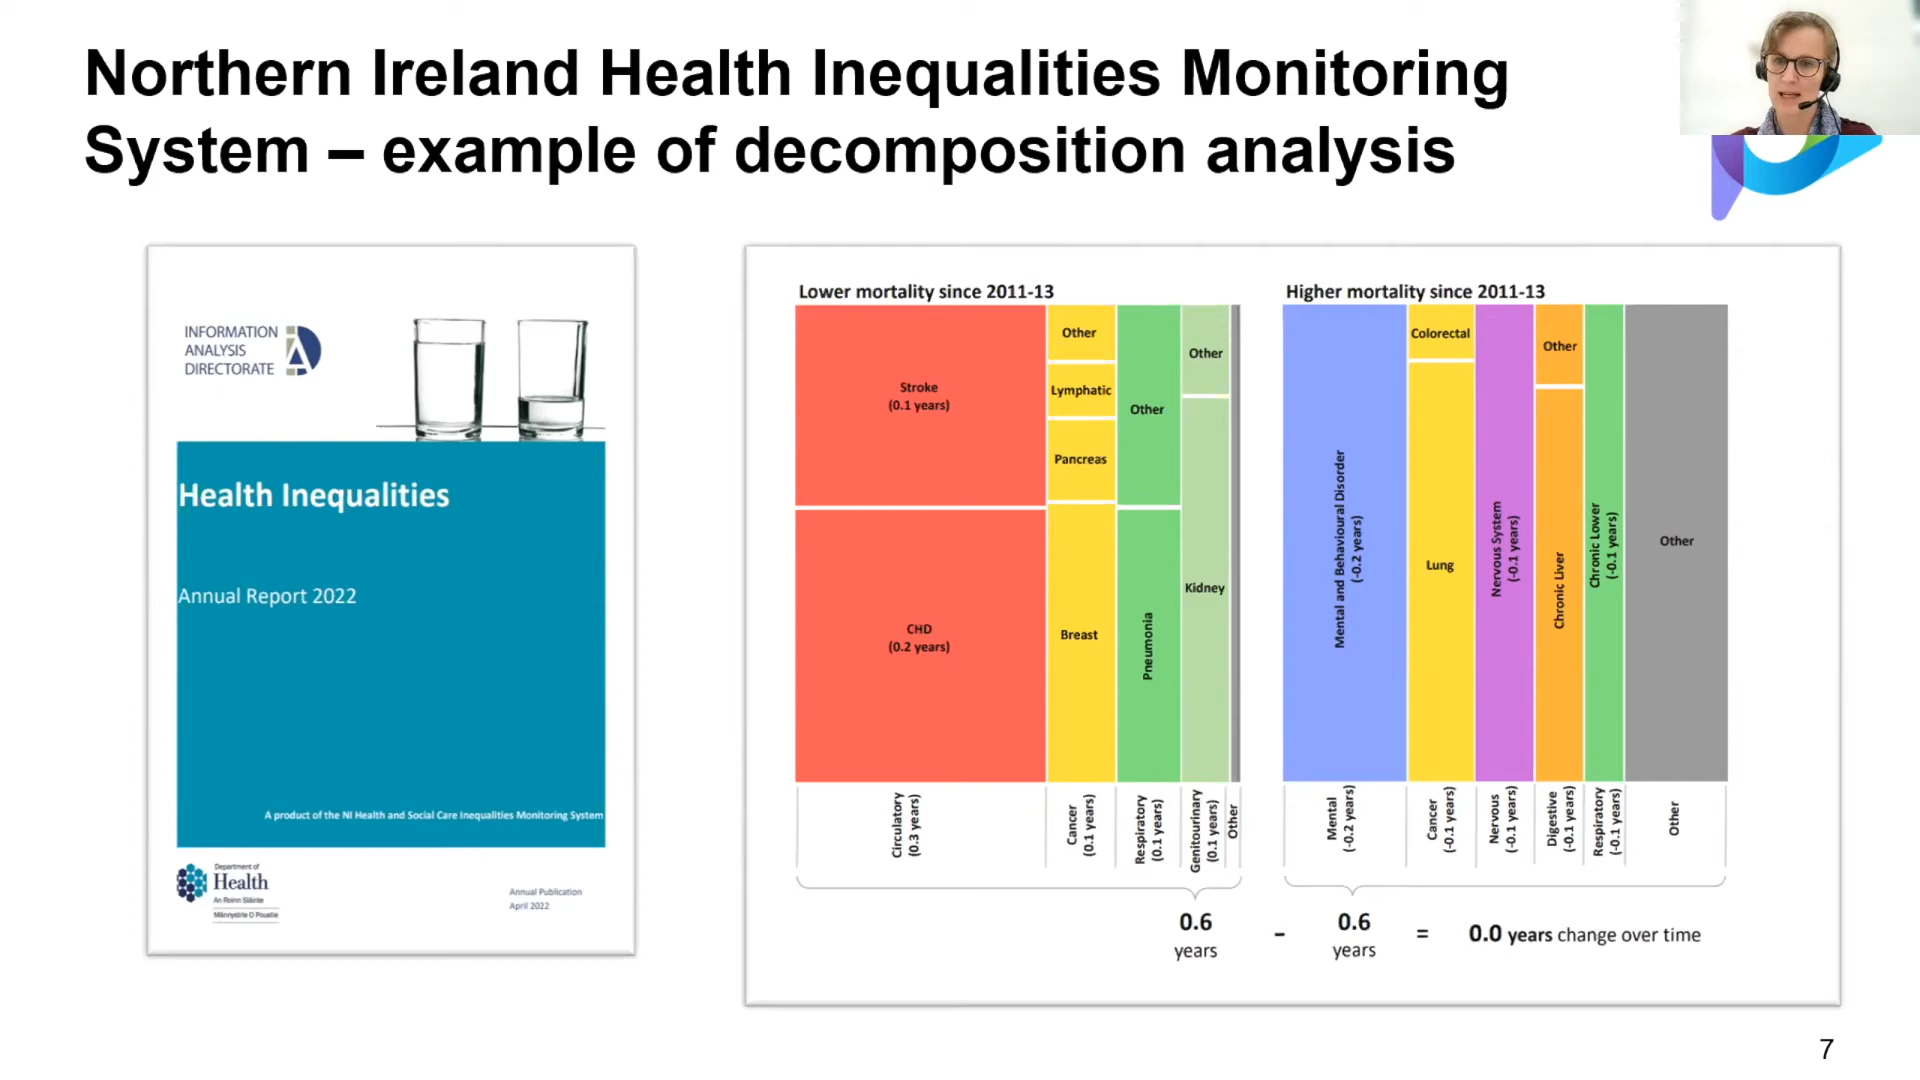 Northern Ireland Health Inequalities Monitoring
System – example of decomposition analysis
INFORMATION
ANALYSIS
DIRECTORATE
Health Inequalities
Annual Report 2022
A product of the NI Health and Social Care Inequalities Monitoring System
Department of
Health
An Roinn Sláinte
Männystrie O Poustie
Annual Publication
April 2022
Lower mortality since 2011-13
Stroke
(0.1 years)
CHD
(0.2 years)
Other
Lymphatic
Pancreas
Breast
Other
Pneumonia
Other
Kidney
Circulatory
(0.3 years)
Cancer
(0.1 years)
Respiratory
(0.1 years)
Genitourinary
(0.1 years)
Other
Higher mortality since 2011-13
Mental and Behavioural Disorder
(-0.2 years)
Colorectal
Lung
Nervous System
(-0.1 years)
Other
Chronic Liver
Chronic Lower
(-0.1 years)
Other
Mental
(-0.2 years)
Cancer
(-0.1 years)
Nervous
(-0.1 years)
Digestive
(-0.1 years)
Respiratory
(-0.1 years)
Other
0.6
years
-
0.6
years
=
0.0 years change over time
7